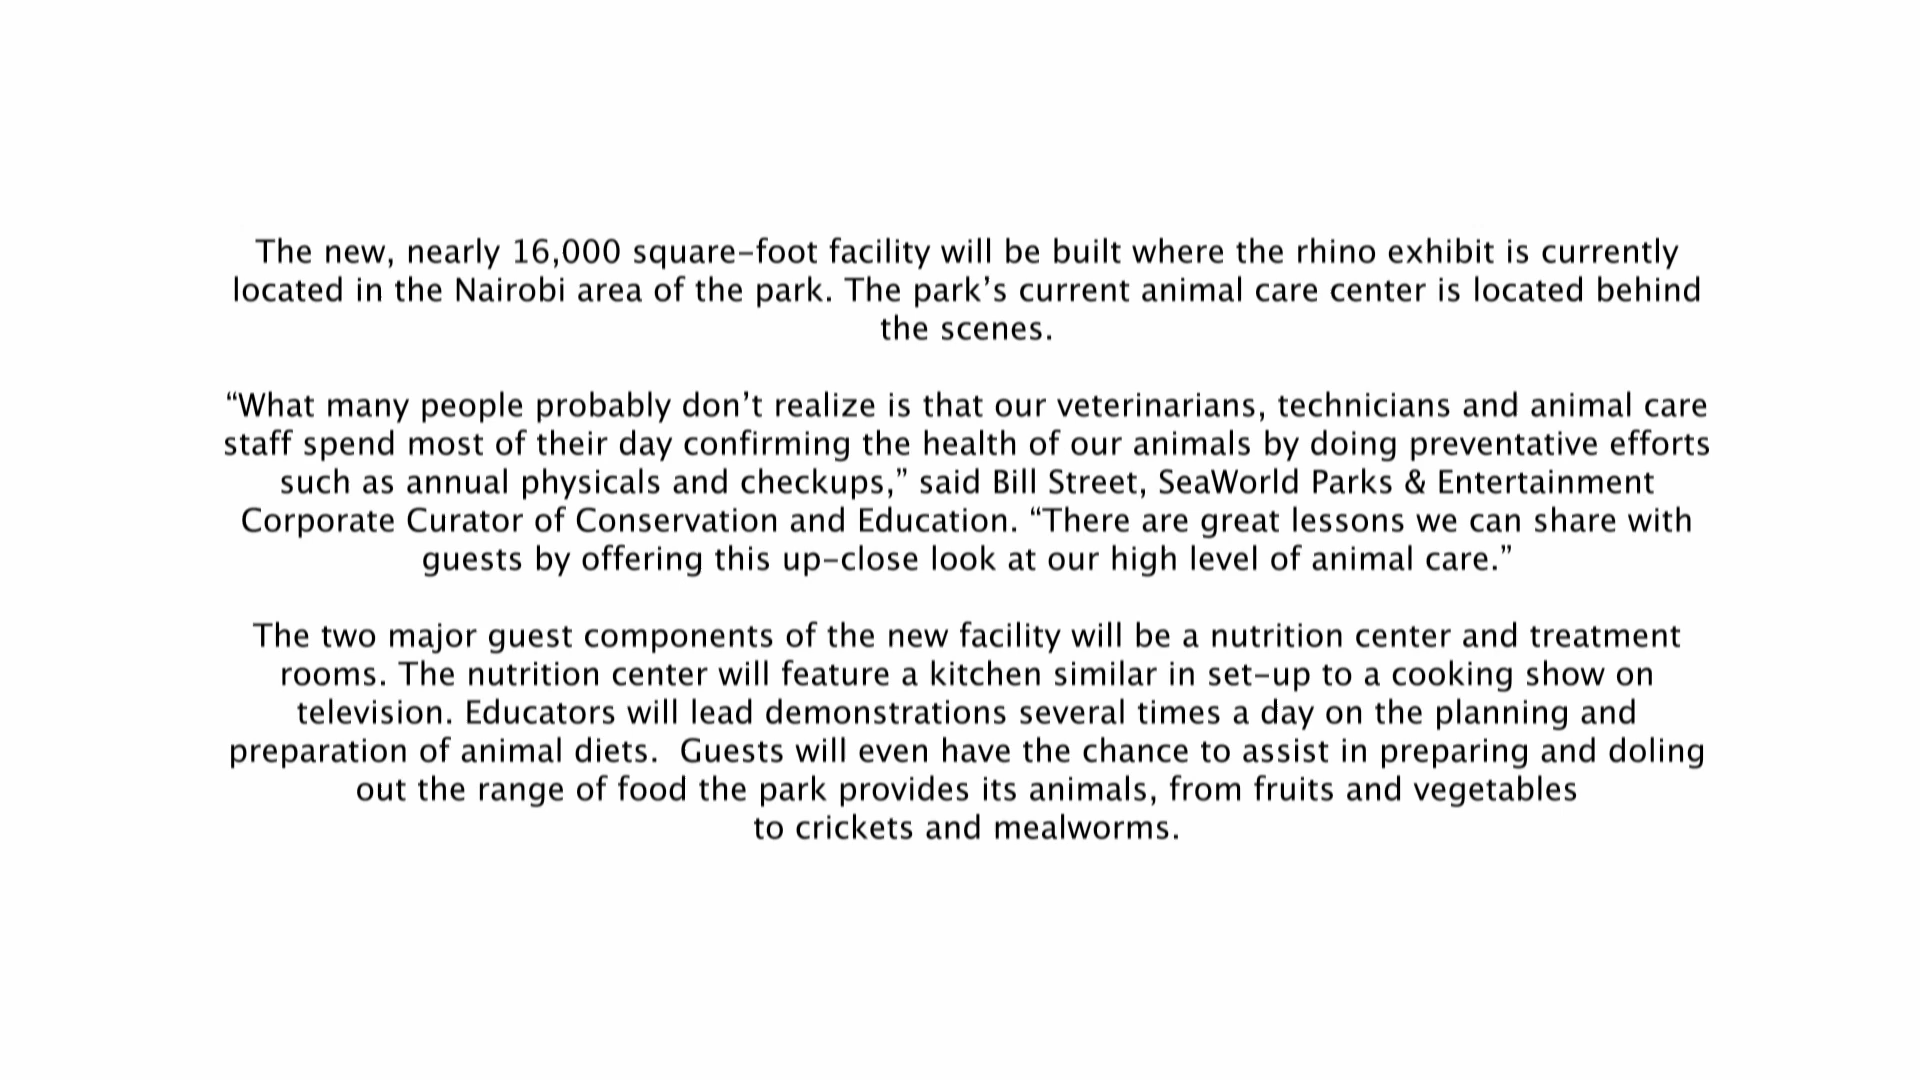 The new, nearly 16,000 square-foot facility will be built where the rhino exhibit is currently
located in the Nairobi area of the park. The park’s current animal care center is located behind
the scenes.
“What many people probably don’t realize is that our veterinarians, technicians and animal care
staff spend most of their day confirming the health of our animals by doing preventative efforts
such as annual physicals and checkups,” said Bill Street, SeaWorld Parks & Entertainment
Corporate Curator of Conservation and Education. “There are great lessons we can share with
guests by offering this up-close look at our high level of animal care.”
The two major guest components of the new facility will be a nutrition center and treatment
rooms. The nutrition center will feature a kitchen similar in set-up to a cooking show on
television. Educators will lead demonstrations several times a day on the planning and
preparation of animal diets.  Guests will even have the chance to assist in preparing and doling
out the range of food the park provides its animals, from fruits and vegetables
to crickets and mealworms.